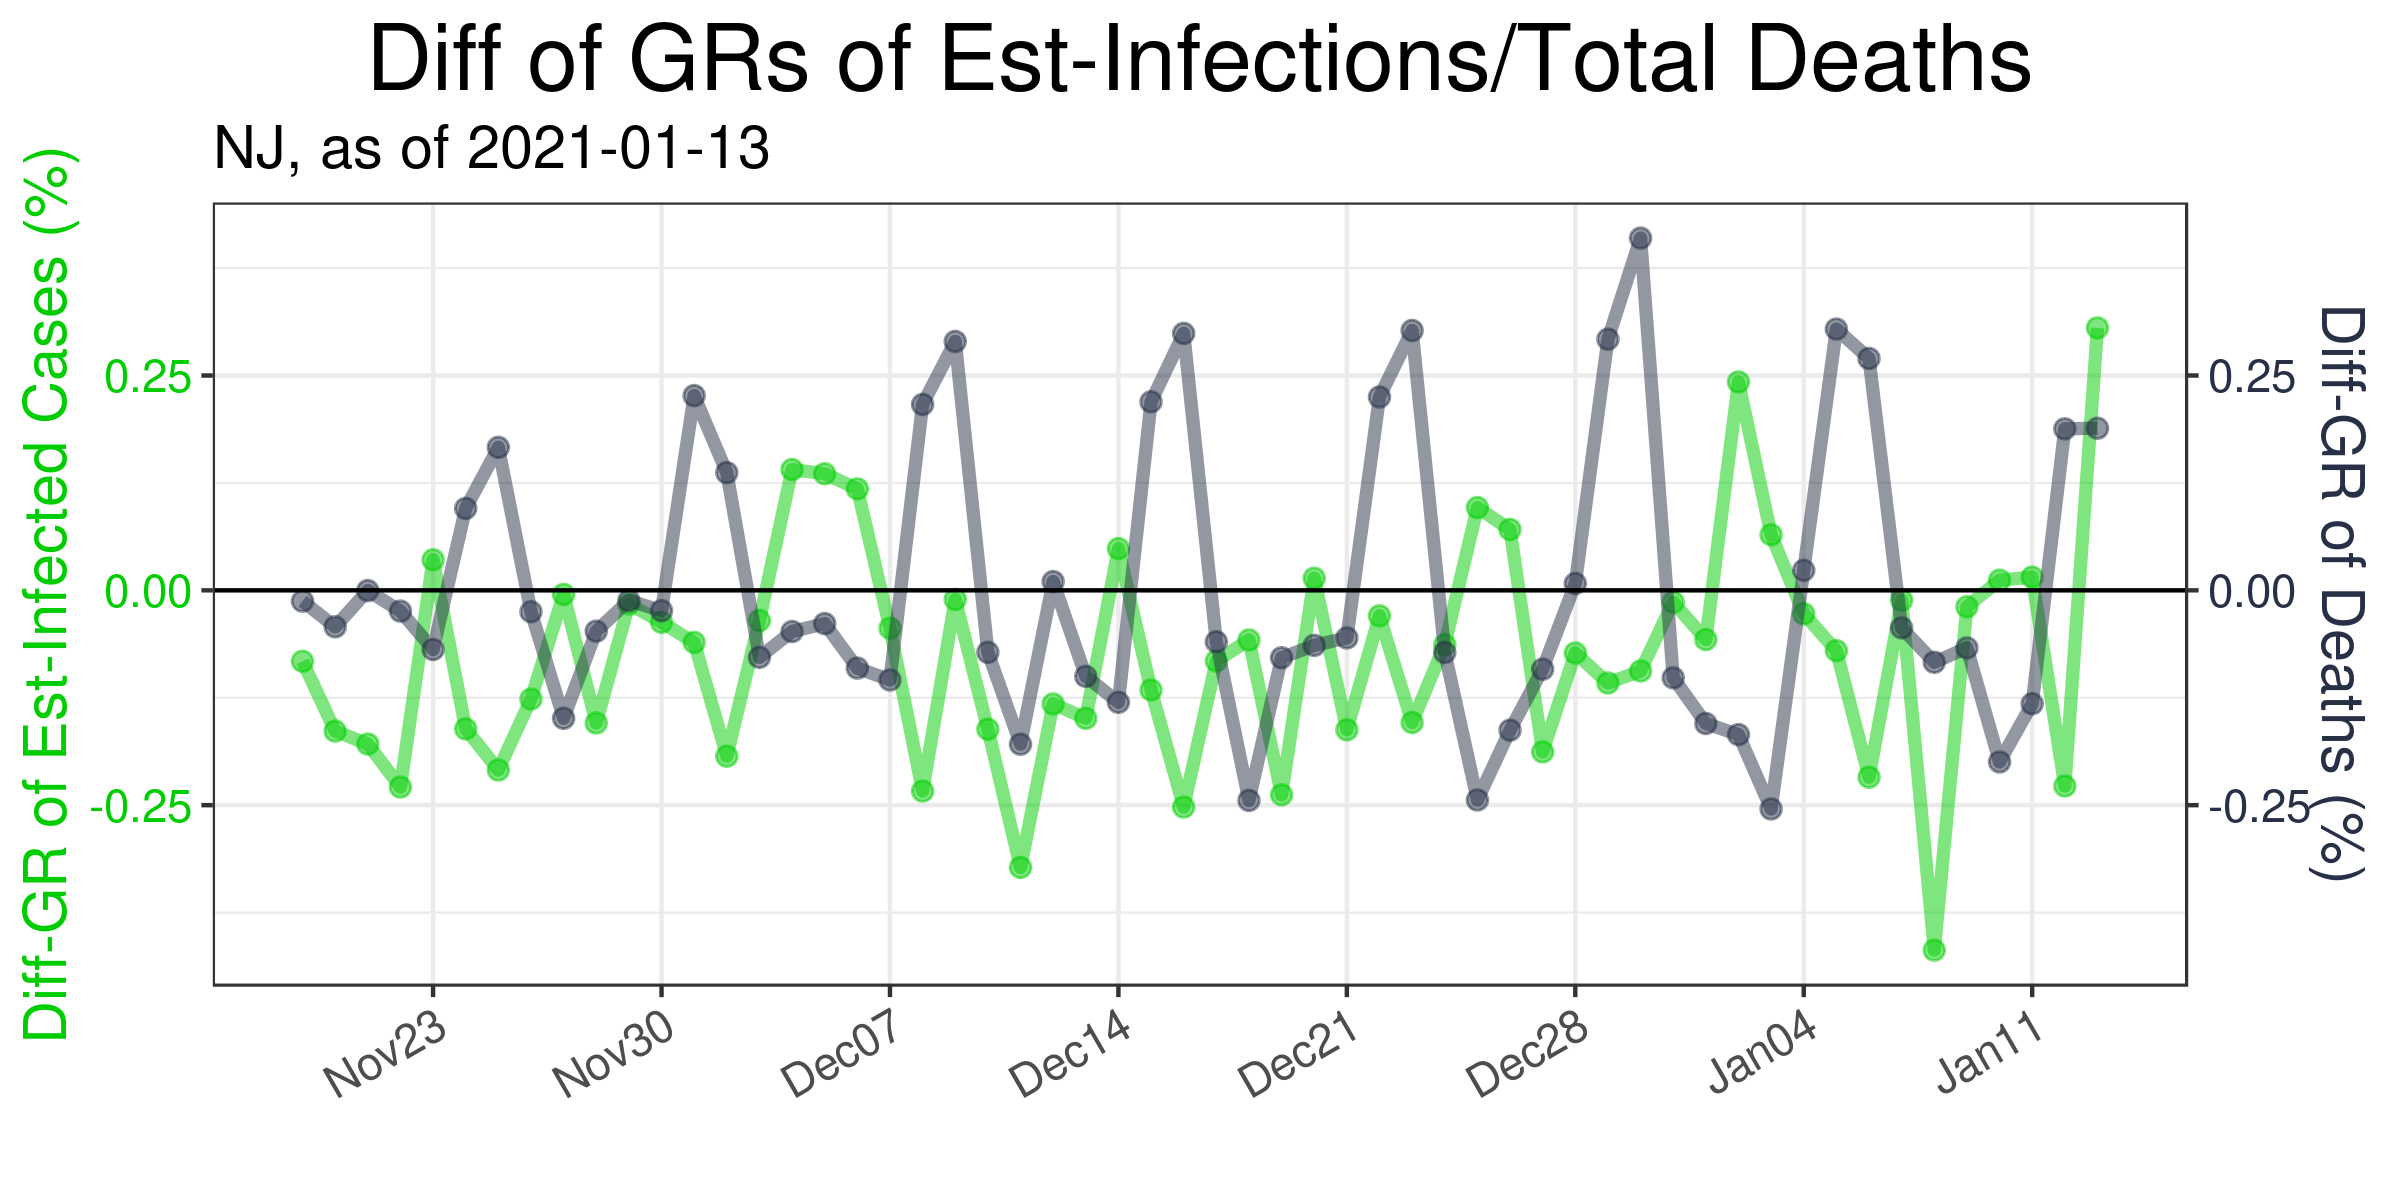 Diff of GRs of Est-Infections/Total Deaths
NJ, as of 2021-01-13
Diff-GR of Est-Infected Cases (%)
0.25
0.00
-0.25
0.25
0.00
-0.25
Diff-GR of Deaths (%)
Nov23
Nov30
Dec07
Dec14
Dec21
Dec28
Jan04
Jan11